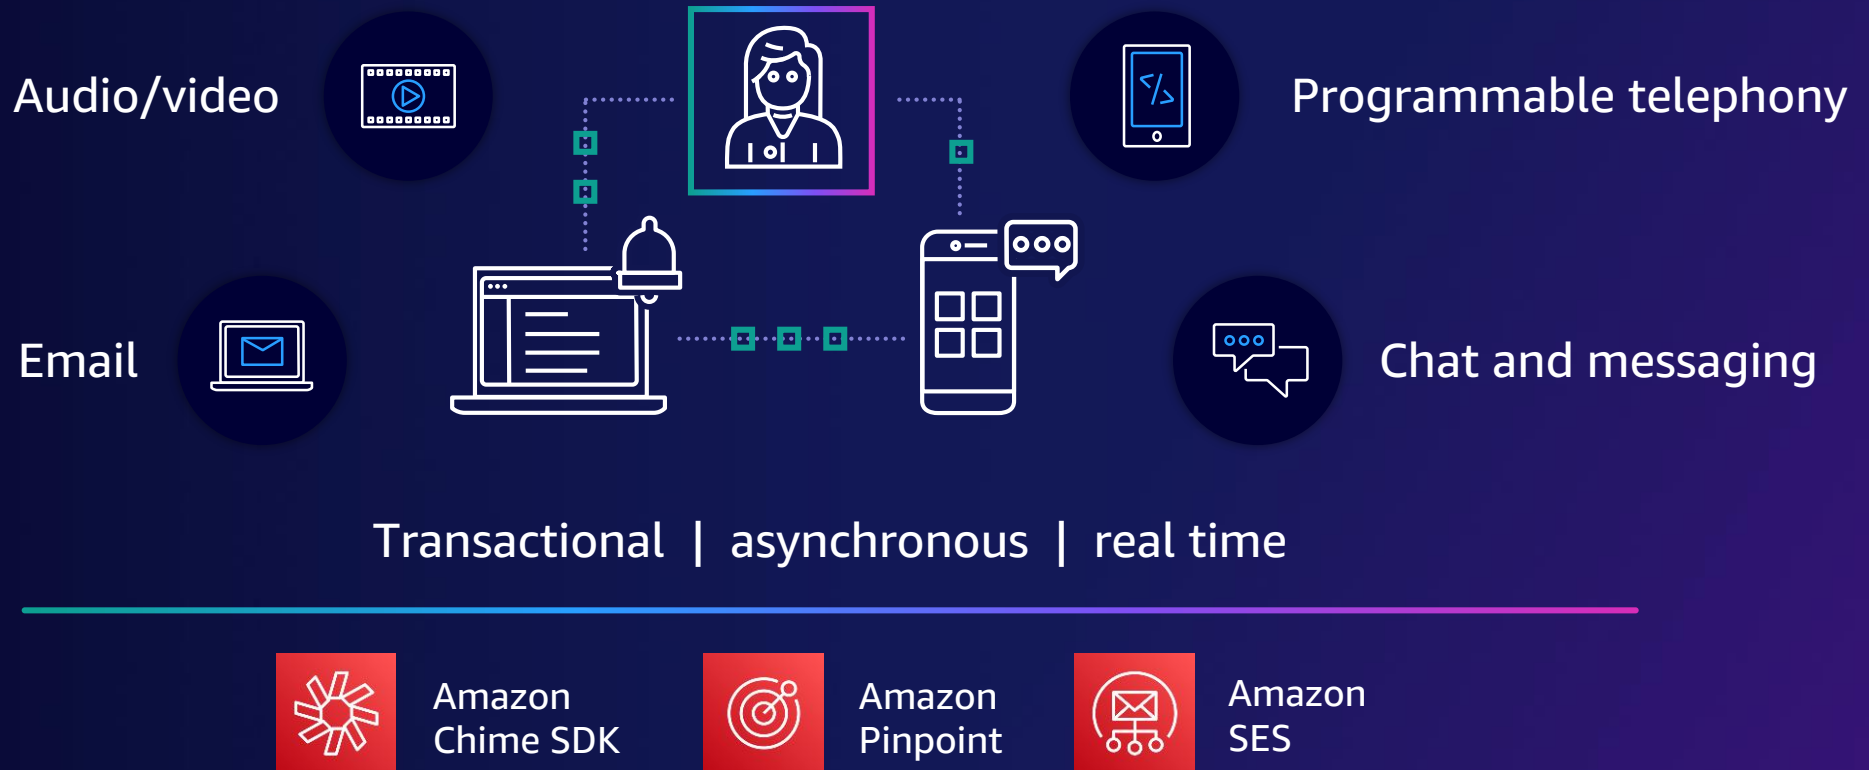 Audio/video
Programmable telephony
</>
Email
Chat and messaging
Transactional | asynchronous | real time
Amazon
Chime SDK
Amazon
Pinpoint
Amazon
SES